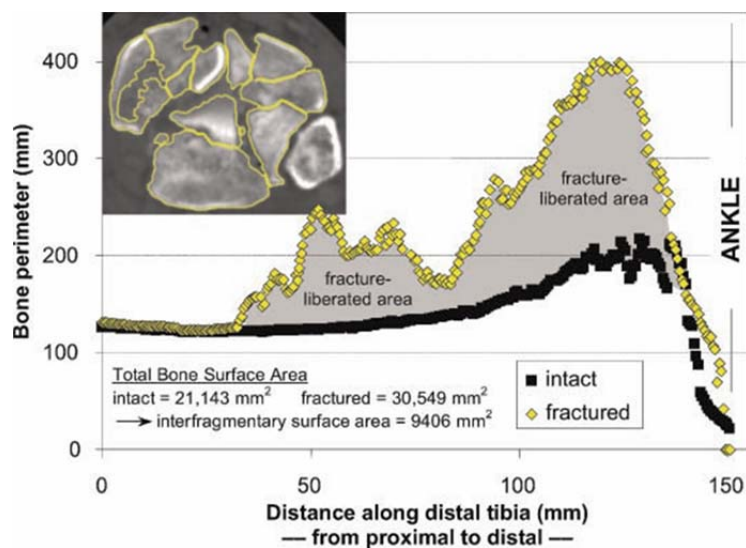 400
300
200
100
0
Bone perimeter (mm)
fracture-
liberated area
fracture-
liberated area
ANKLE
Total Bone Surface Area
intact = 21,143 mm² fractured = 30,549 mm²
→ interfragmentary surface area = 9406 mm²
intact
fractured
0 50 100 150
Distance along distal tibia (mm)
— from proximal to distal —